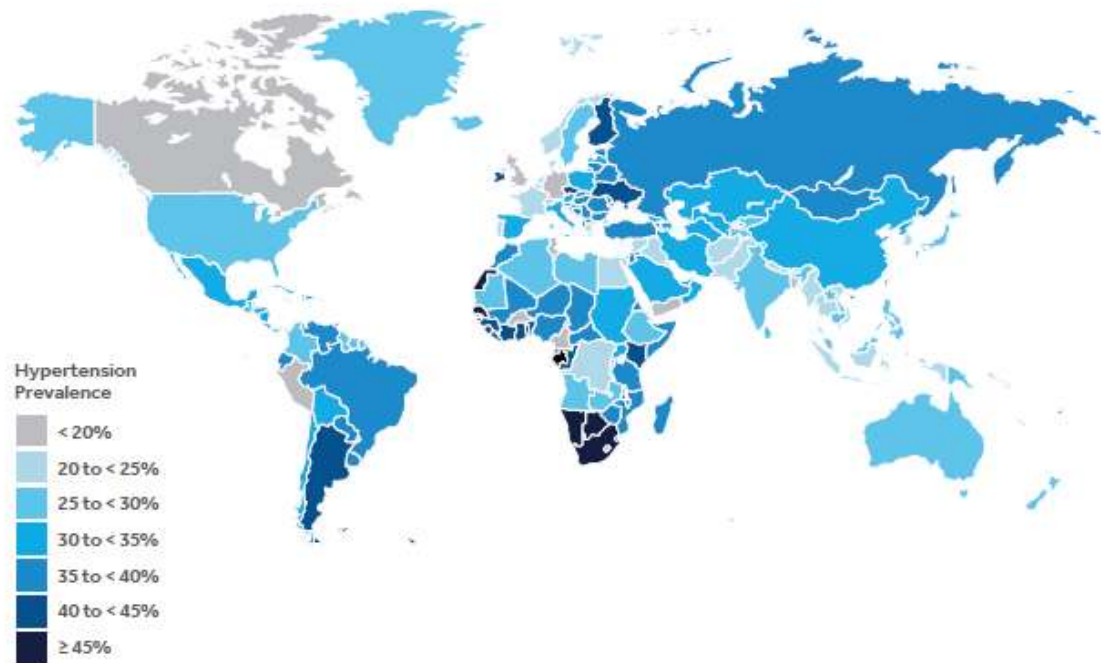 Hypertension
Prevalence
< 20%
20 to < 25%
25 to < 30%
30 to < 35%
35 to < 40%
40 to < 45%
≥ 45%